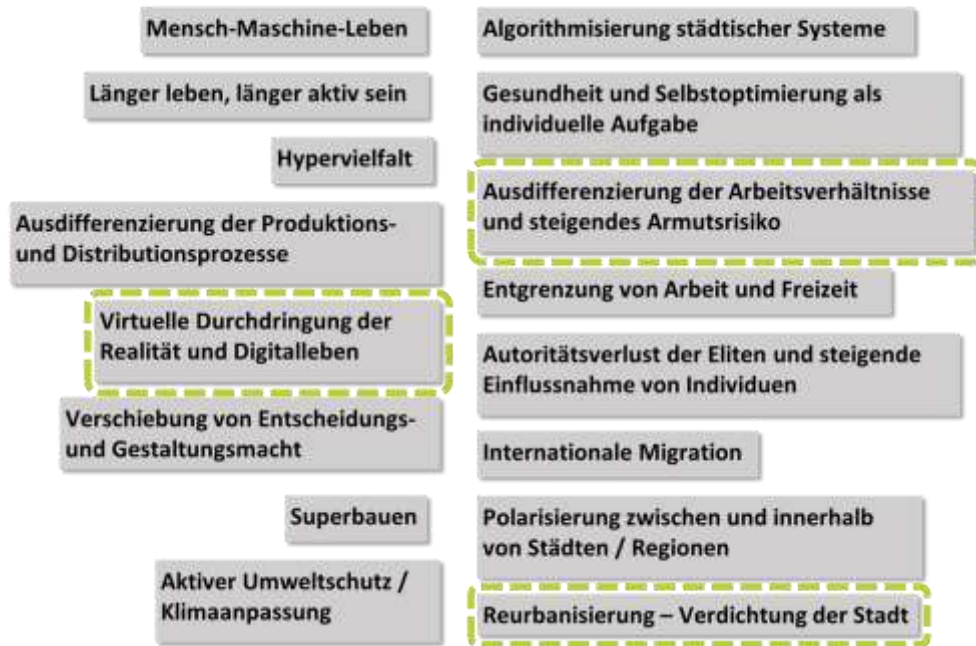 Mensch-Maschine-Leben
Länger leben, länger aktiv sein
Hypervielfalt
Ausdifferenzierung der Produktions-
und Distributionsprozesse
Virtuelle Durchdringung der
Realität und Digitalleben
Verschiebung von Entscheidungs-
und Gestaltungsmacht
Superbauen
Aktiver Umweltschutz /
Klimaanpassung
Algorithmisierung städtischer Systeme
Gesundheit und Selbstoptimierung als
individuelle Aufgabe
Ausdifferenzierung der Arbeitsverhältnisse
und steigendes Armutsrisiko
Entgrenzung von Arbeit und Freizeit
Autoritätsverlust der Eliten und steigende
Einflussnahme von Individuen
Internationale Migration
Polarisierung zwischen und innerhalb
von Städten / Regionen
Reurbanisierung – Verdichtung der Stadt